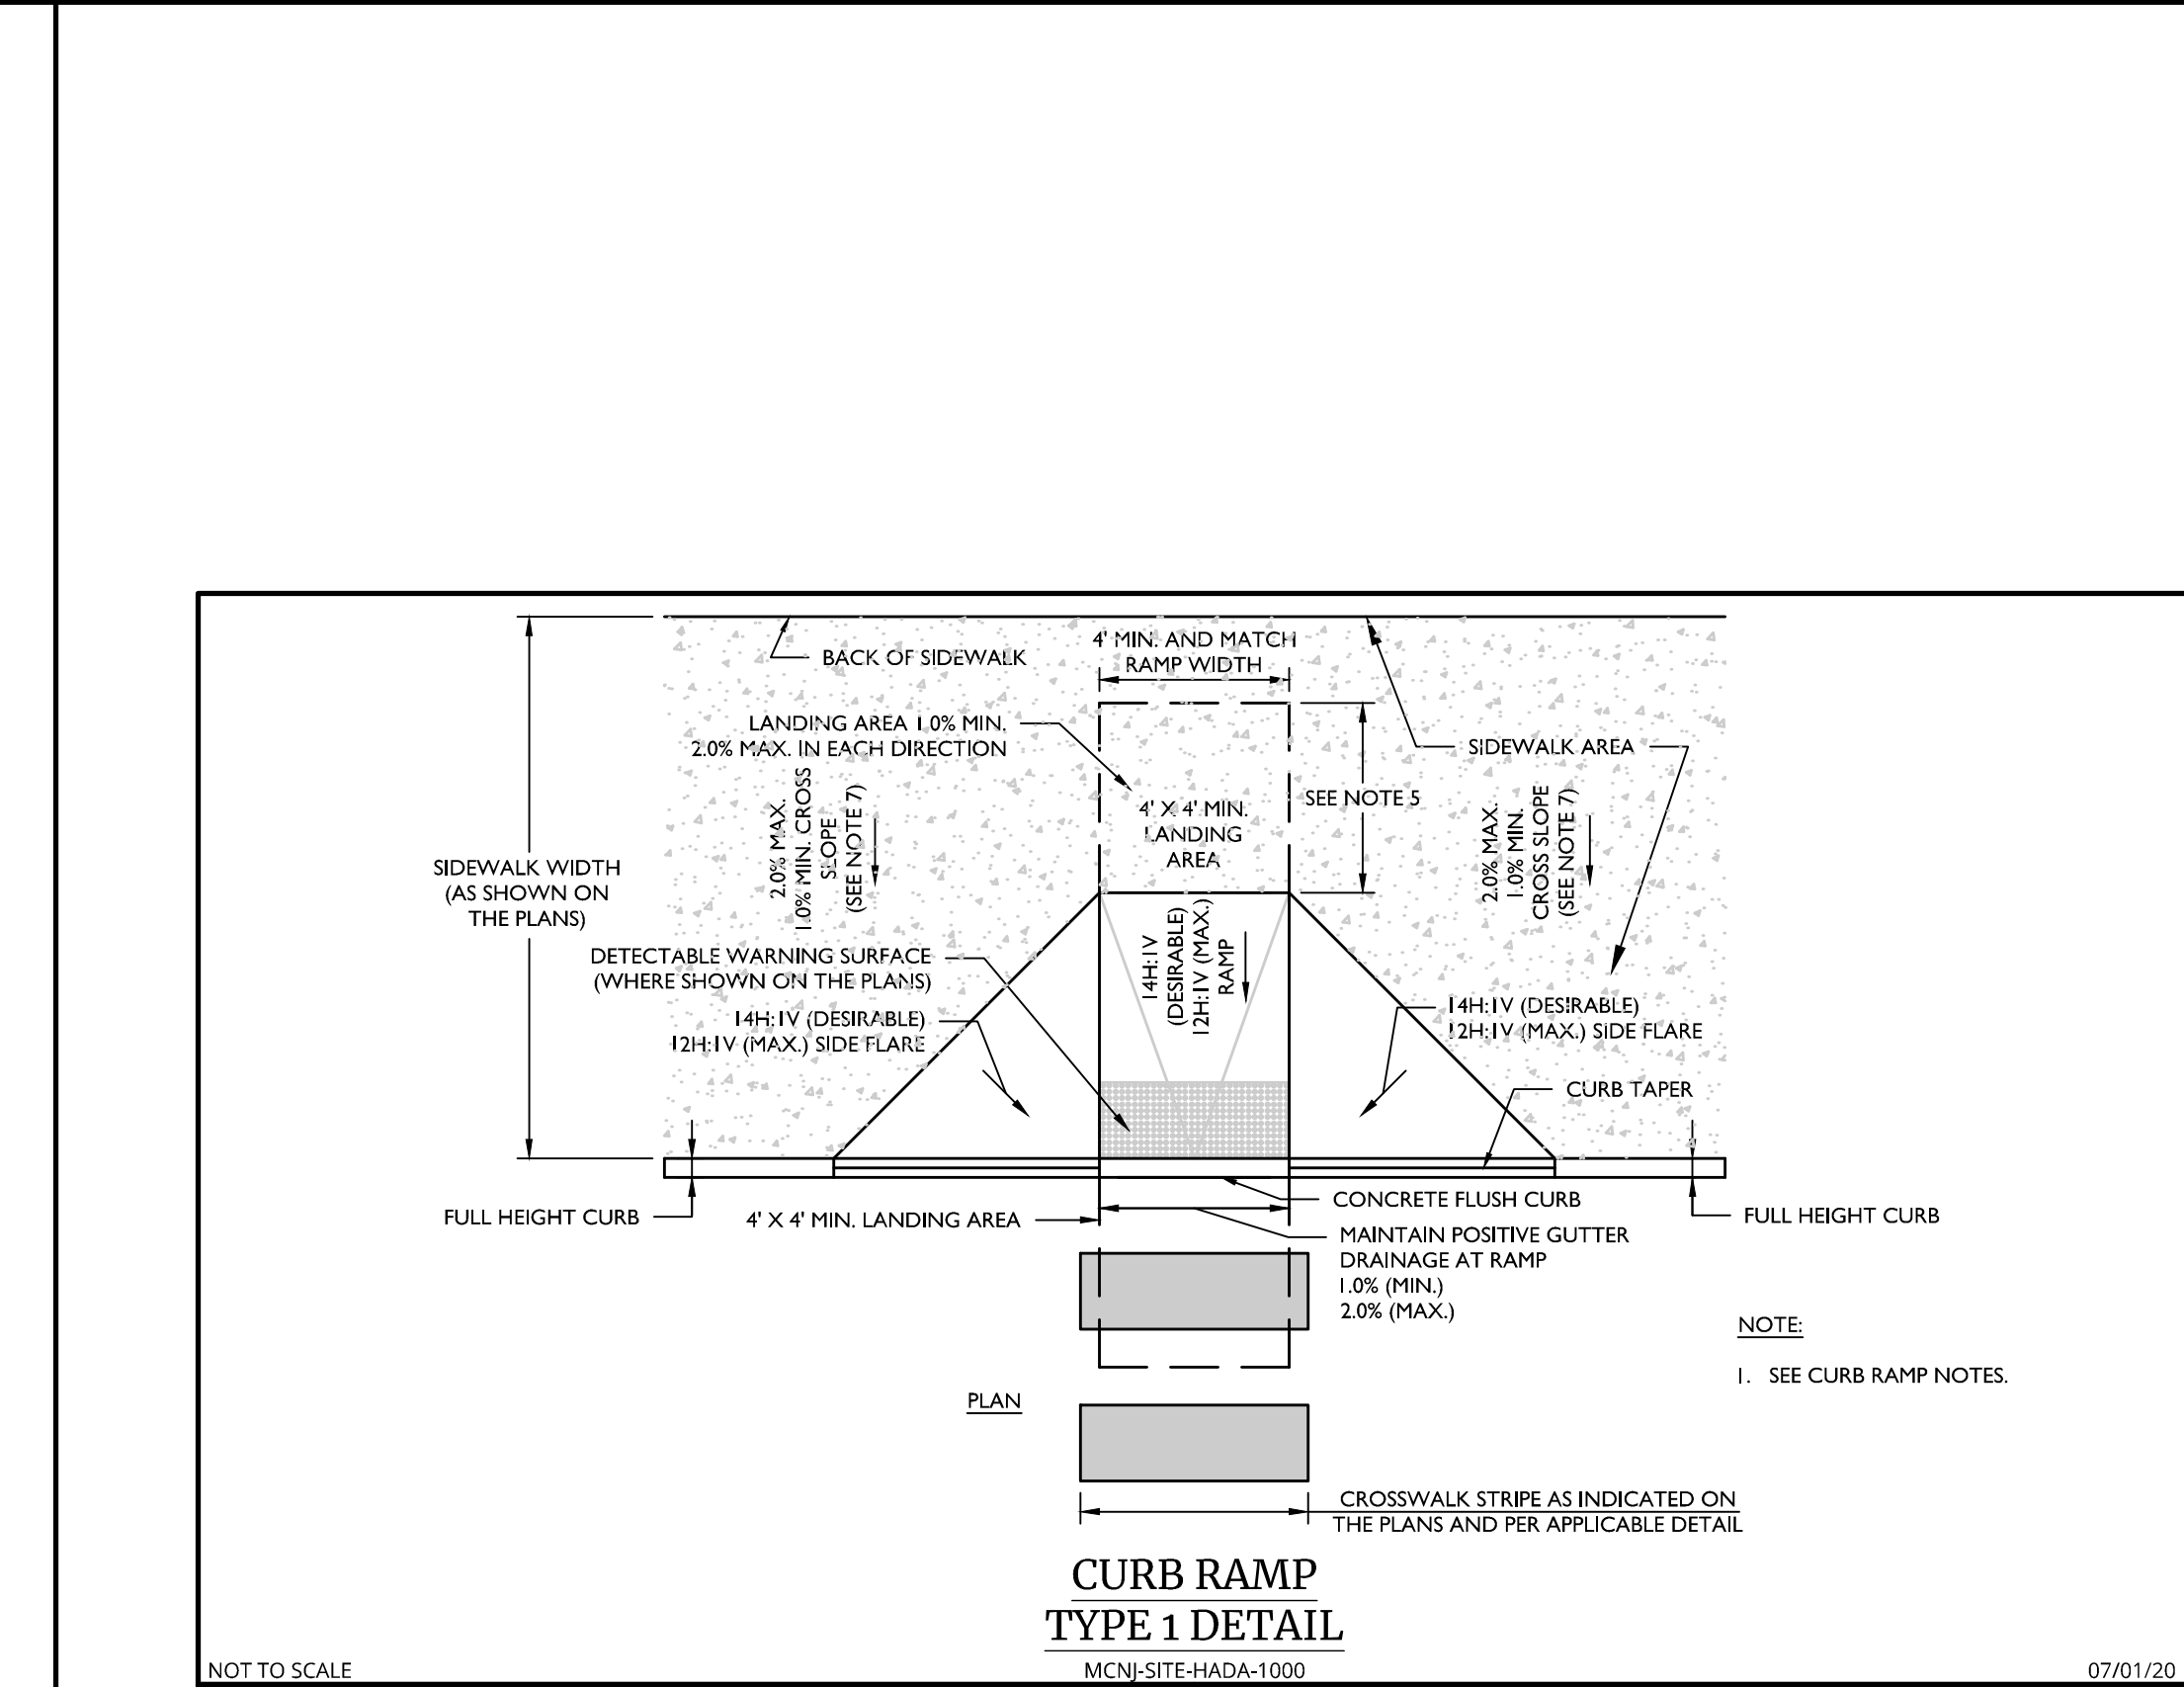 4' MIN. AND MATCH
RAMP WIDTH
BACK OF SIDEWALK
LANDING AREA 1.0% MIN.
2.0% MAX. IN EACH DIRECTION
SIDEWALK AREA
2.0% MAX.
1.0% MIN. CROSS
SLOPE
(SEE NOTE 7)
4' X 4' MIN.
LANDING
AREA
SEE NOTE 5
2.0% MAX.
1.0% MIN.
CROSS SLOPE
(SEE NOTE 7)
SIDEWALK WIDTH
(AS SHOWN ON
THE PLANS)
DETECTABLE WARNING SURFACE
(WHERE SHOWN ON THE PLANS)
14H:1V
(DESIRABLE)
12H:1V (MAX.)
RAMP
14H:1V (DESIRABLE)
12H:1V (MAX.) SIDE FLARE
14H:1V (DESIRABLE)
12H:1V (MAX.) SIDE FLARE
CURB TAPER
FULL HEIGHT CURB
4' X 4' MIN. LANDING AREA
CONCRETE FLUSH CURB
FULL HEIGHT CURB
MAINTAIN POSITIVE GUTTER
DRAINAGE AT RAMP
1.0% (MIN.)
2.0% (MAX.)
NOTE:
1. SEE CURB RAMP NOTES.
PLAN
CROSSWALK STRIPE AS INDICATED ON
THE PLANS AND PER APPLICABLE DETAIL
CURB RAMP
TYPE 1 DETAIL
NOT TO SCALE
MCNJ-SITE-HADA-1000
07/01/20